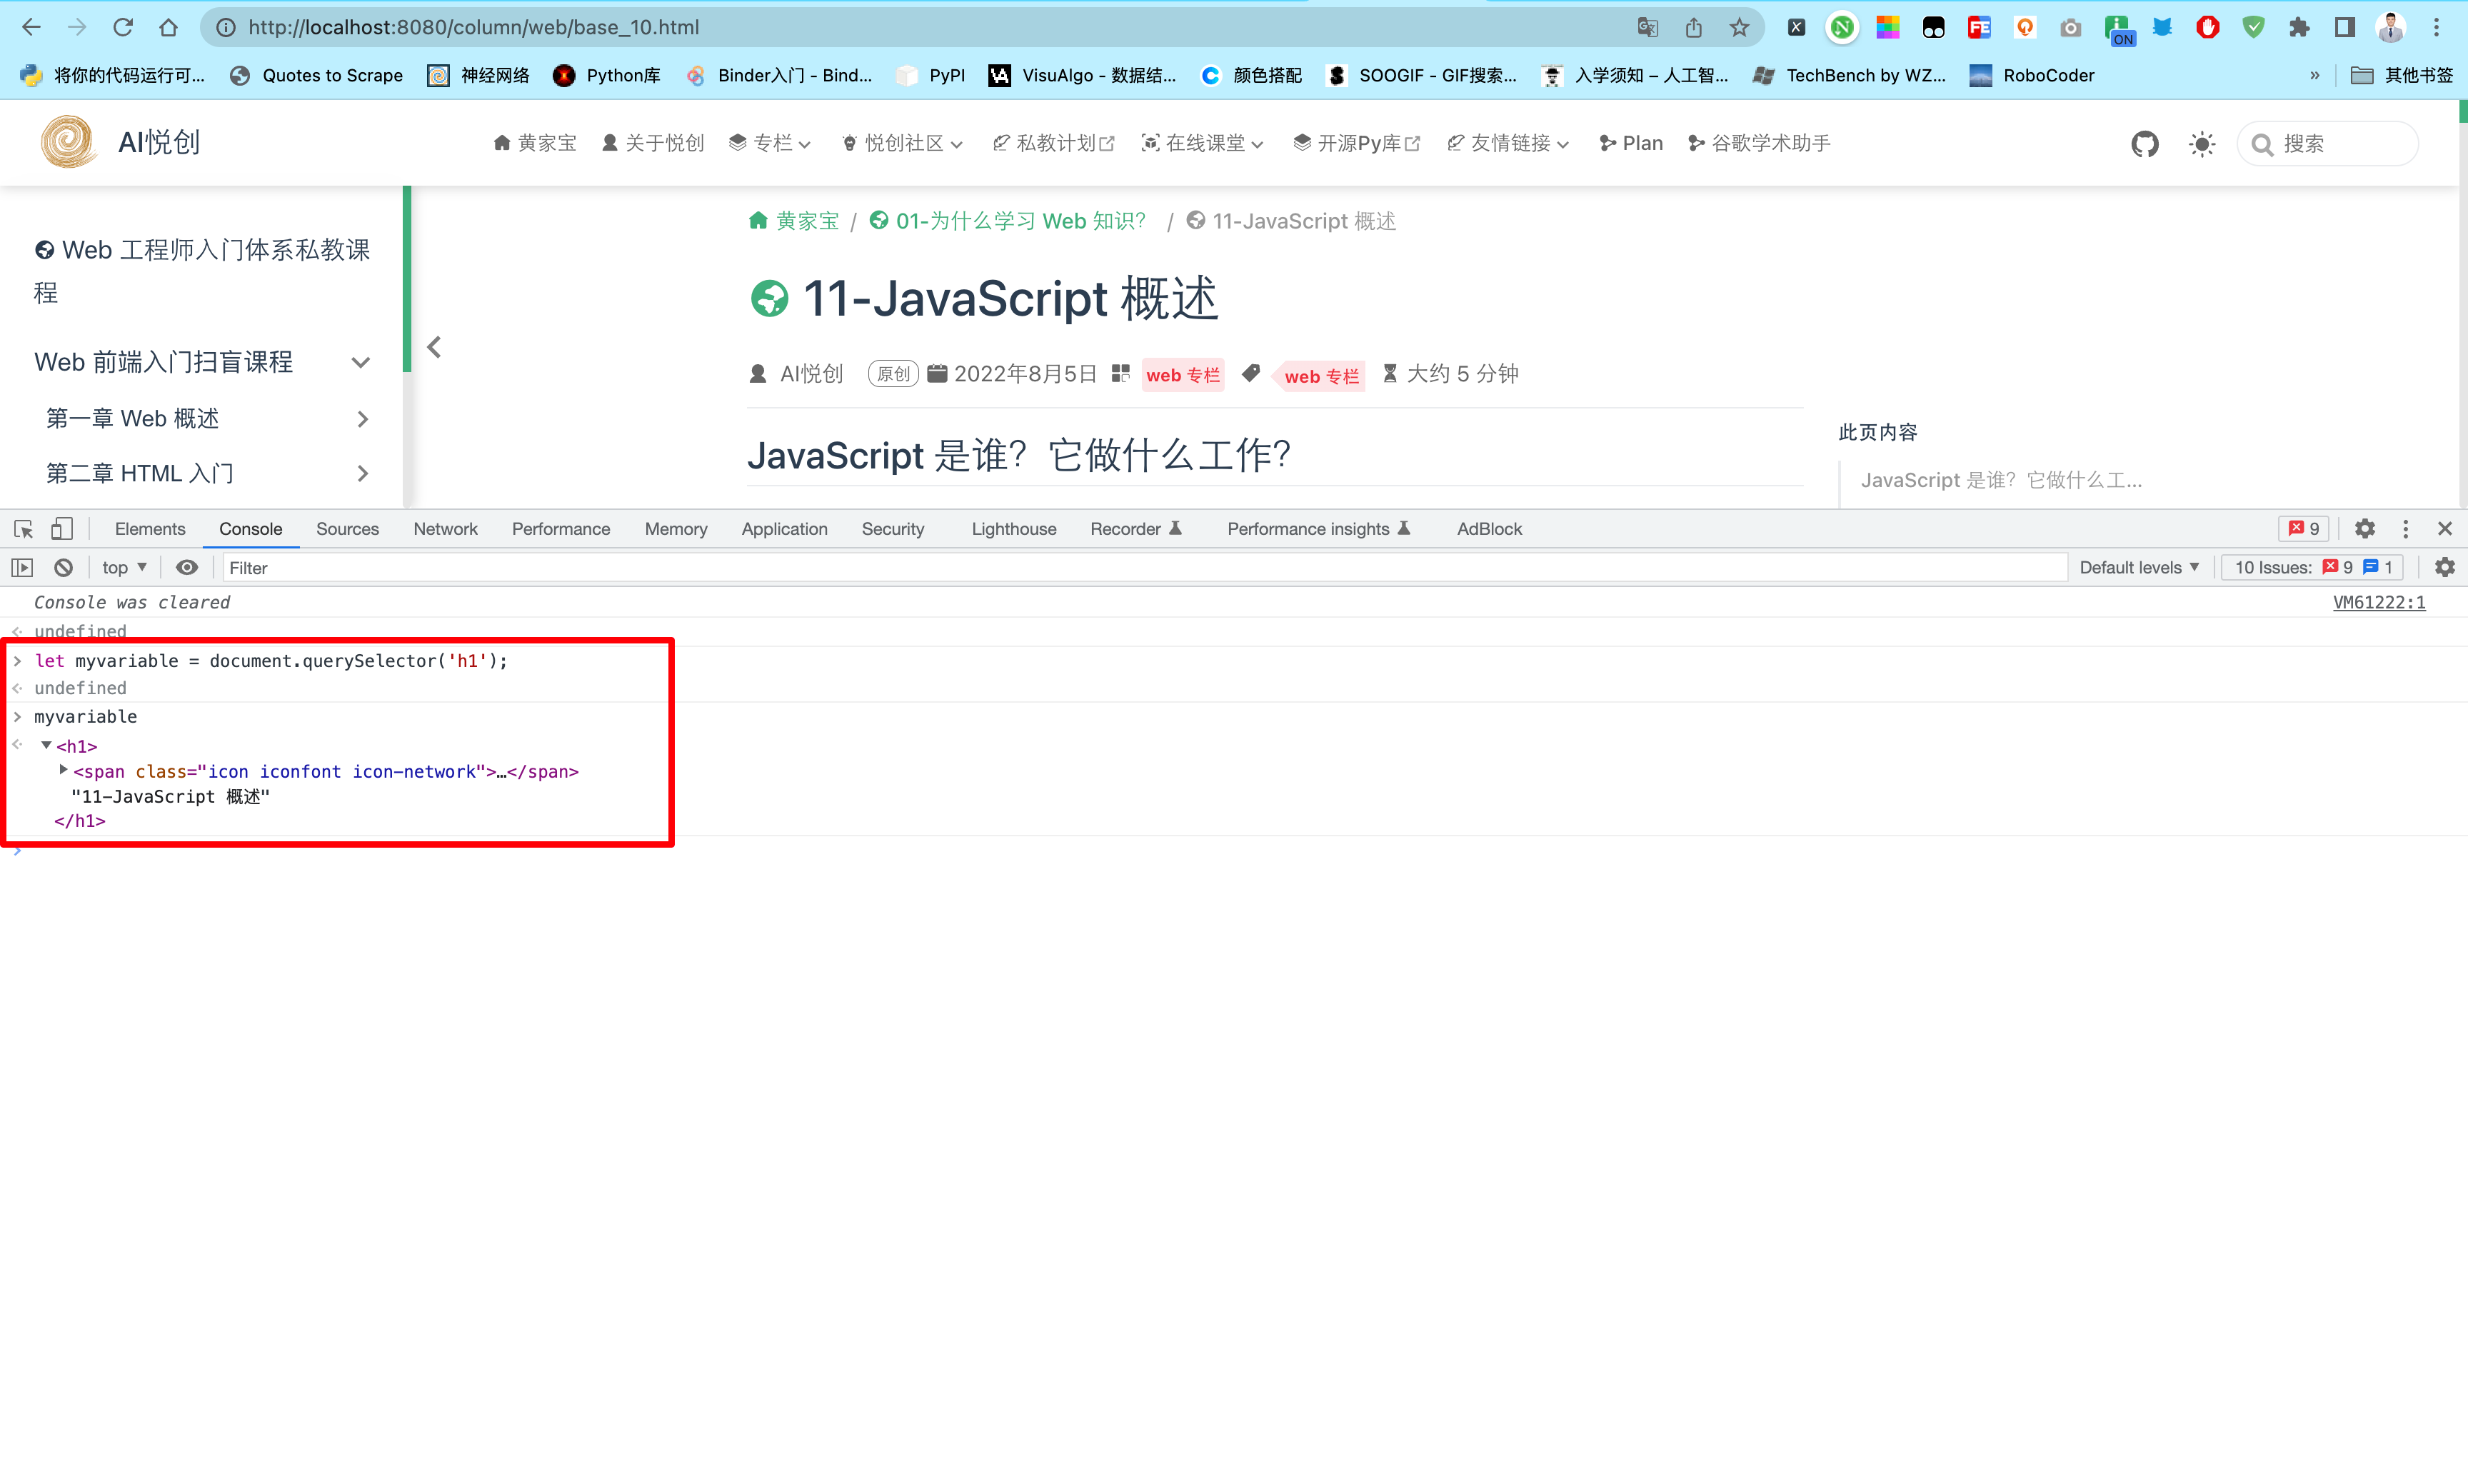 http://localhost:8080/column/web/base_10.html
ON
将你的代码运行可... Quotes to Scrape 神经网络 Python库 Binder入门 - Bind... PyPI VisuAlgo - 数据结... 颜色搭配 SOOGIF - GIF搜索... 入学须知 – 人工智... TechBench by WZ... RoboCoder » 其他书签
AI悦创 黄家宝 关于悦创 专栏 悦创社区 私教计划 在线课堂 开源Py库 友情链接 Plan 谷歌学术助手 搜索
黄家宝 / 01-为什么学习 Web 知识? / 11-JavaScript 概述
Web 工程师入门体系私教课
程
11-JavaScript 概述
Web 前端入门扫盲课程
AI悦创 原创 2022年8月5日 web 专栏 web 专栏 大约 5 分钟
第一章 Web 概述
此页内容
JavaScript 是谁? 它做什么工作?
第二章 HTML 入门
JavaScript 是谁? 它做什么工...
Elements Console Sources Network Performance Memory Application Security Lighthouse Recorder Performance insights AdBlock 9
top Filter Default levels 10 Issues: 9 1
Console was cleared VM61222:1
undefined
let myvariable = document.querySelector('h1');
undefined
myvariable
<h1>
<span class="icon iconfont icon-network">…</span>
"11-JavaScript 概述"
</h1>